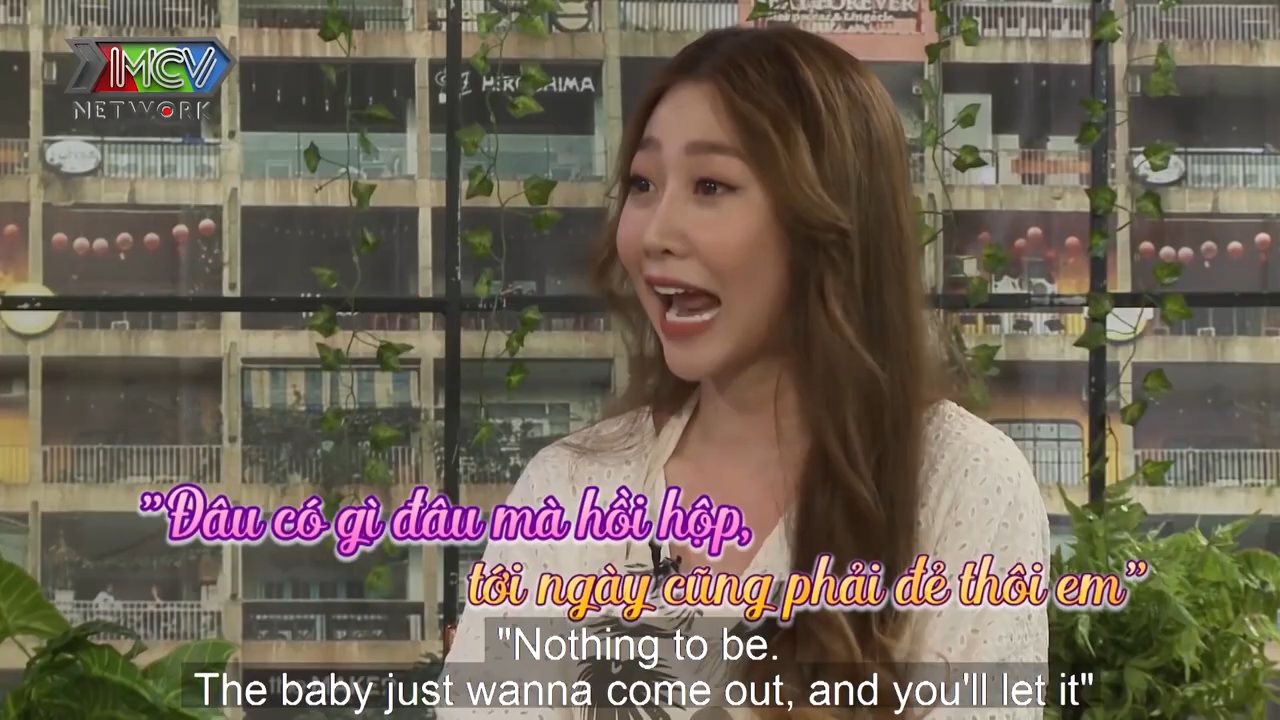 MCV
NETWORK
HIROSHIMA
"Đâu có gì đâu mà hồi hộp,
tới ngày cũng phải đẻ thôi em"
"Nothing to be.
The baby just wanna come out, and you'll let it"